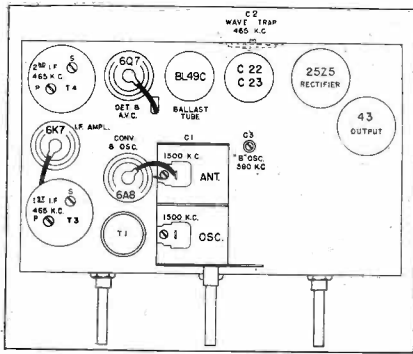 C2
WAVE TRAP
465 K.C.
2ND I.F
465 K C
S
P T4
6Q7
DET. &
A.V.C.
BL49C
BALLAST
TUBE
C 22
C 23
25Z5
RECTIFIER
43
OUTPUT
6K7
I.F. AMPL.
CONV.
& OSC.
6A8
C1
1500 K.C.
ANT.
C3
"B" OSC.
380 KC
1ST I.F
465 K.C.
S
P T3
T1
1500 K.C.
OSC.